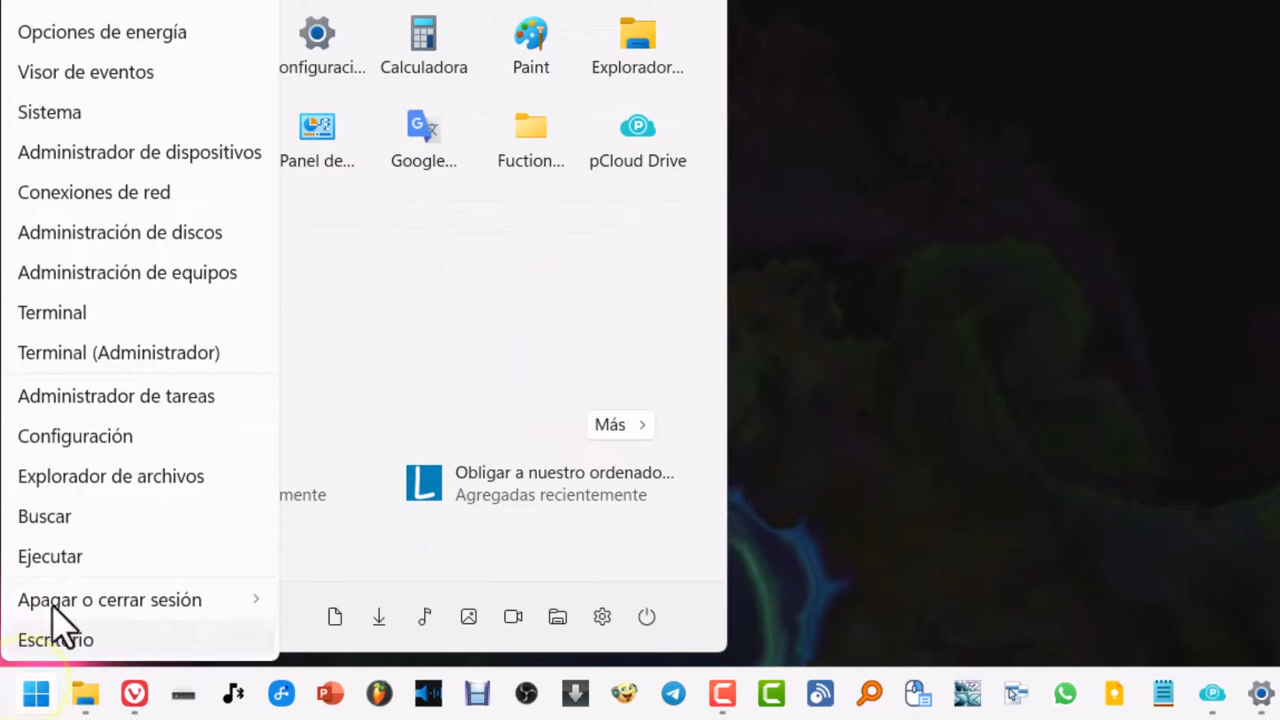 Opciones de energía
Visor de eventos
Sistema
Administrador de dispositivos
Conexiones de red
Administración de discos
Administración de equipos
Terminal
Terminal (Administrador)
Administrador de tareas
Configuración
Explorador de archivos
Buscar
Ejecutar
Apagar o cerrar sesión
Escritorio
onfiguraci...
Calculadora
Paint
Explorador...
Panel de...
Google...
Fuction...
pCloud Drive
Más
mente
Obligar a nuestro ordenado...
Agregadas recientemente